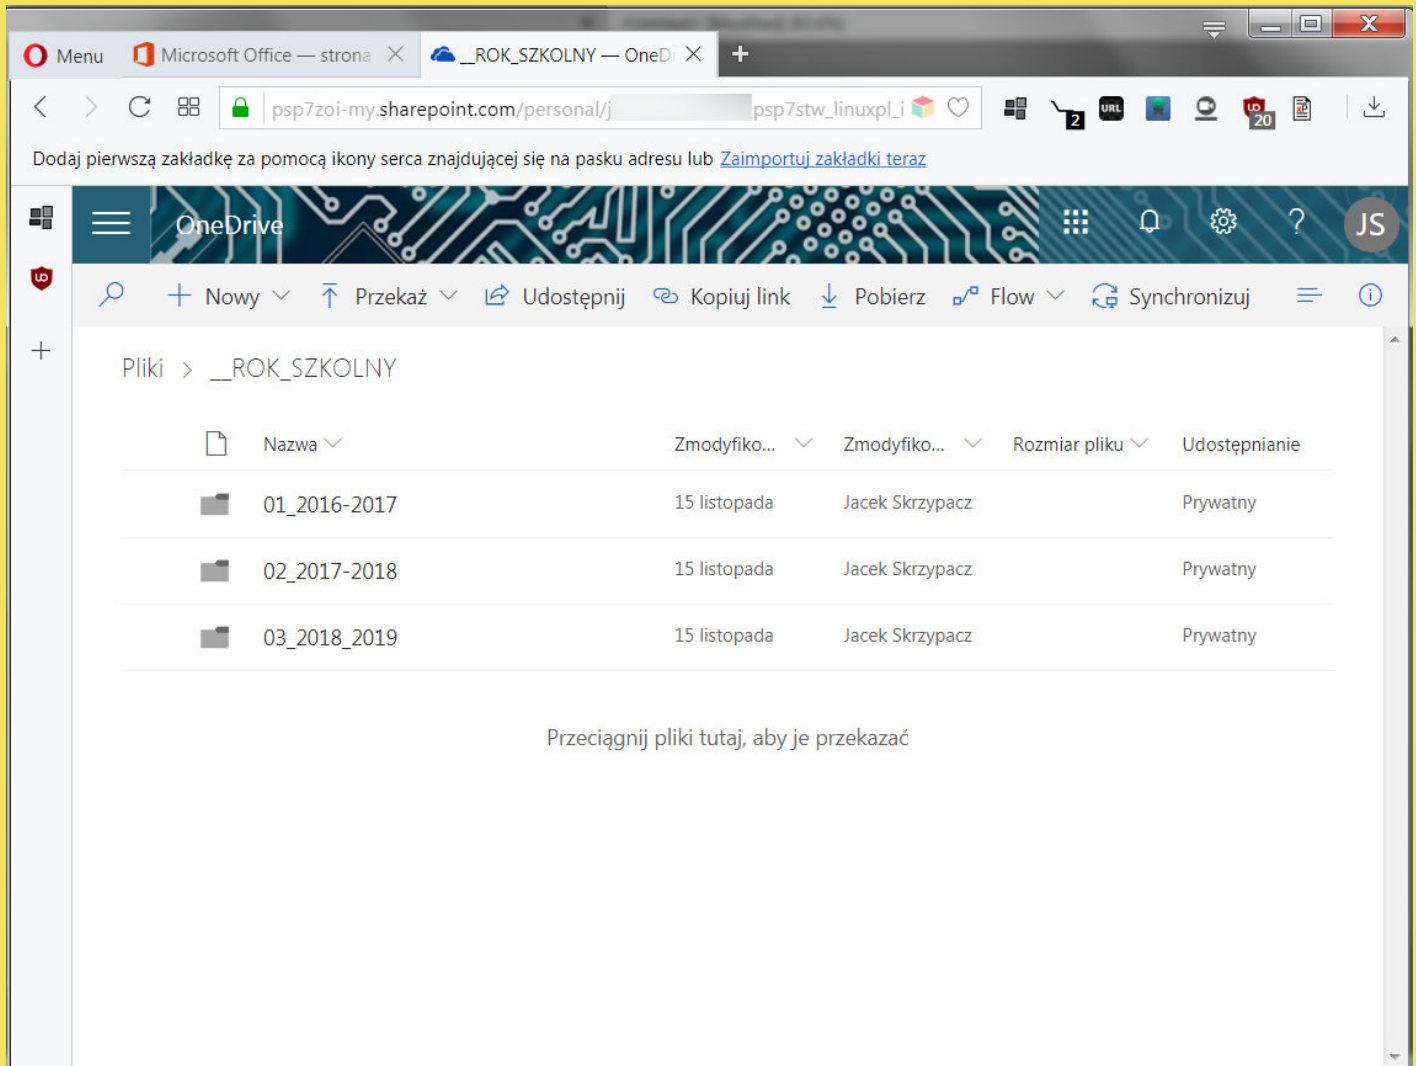 Menu
Microsoft Office — strona
__ROK_SZKOLNY — OneD
psp7zoi-my.sharepoint.com/personal/j psp7stw_linuxpl_i
2
URL
20
Dodaj pierwszą zakładkę za pomocą ikony serca znajdującej się na pasku adresu lub Zaimportuj zakładki teraz
OneDrive
?
JS
Nowy
Przekaż
Udostępnij
Kopiuj link
Pobierz
Flow
Synchronizuj
Pliki > __ROK_SZKOLNY
Nazwa Zmodyfiko... Zmodyfiko... Rozmiar pliku Udostępnianie
01_2016-2017 15 listopada Jacek Skrzypacz Prywatny
02_2017-2018 15 listopada Jacek Skrzypacz Prywatny
03_2018_2019 15 listopada Jacek Skrzypacz Prywatny
Przeciągnij pliki tutaj, aby je przekazać